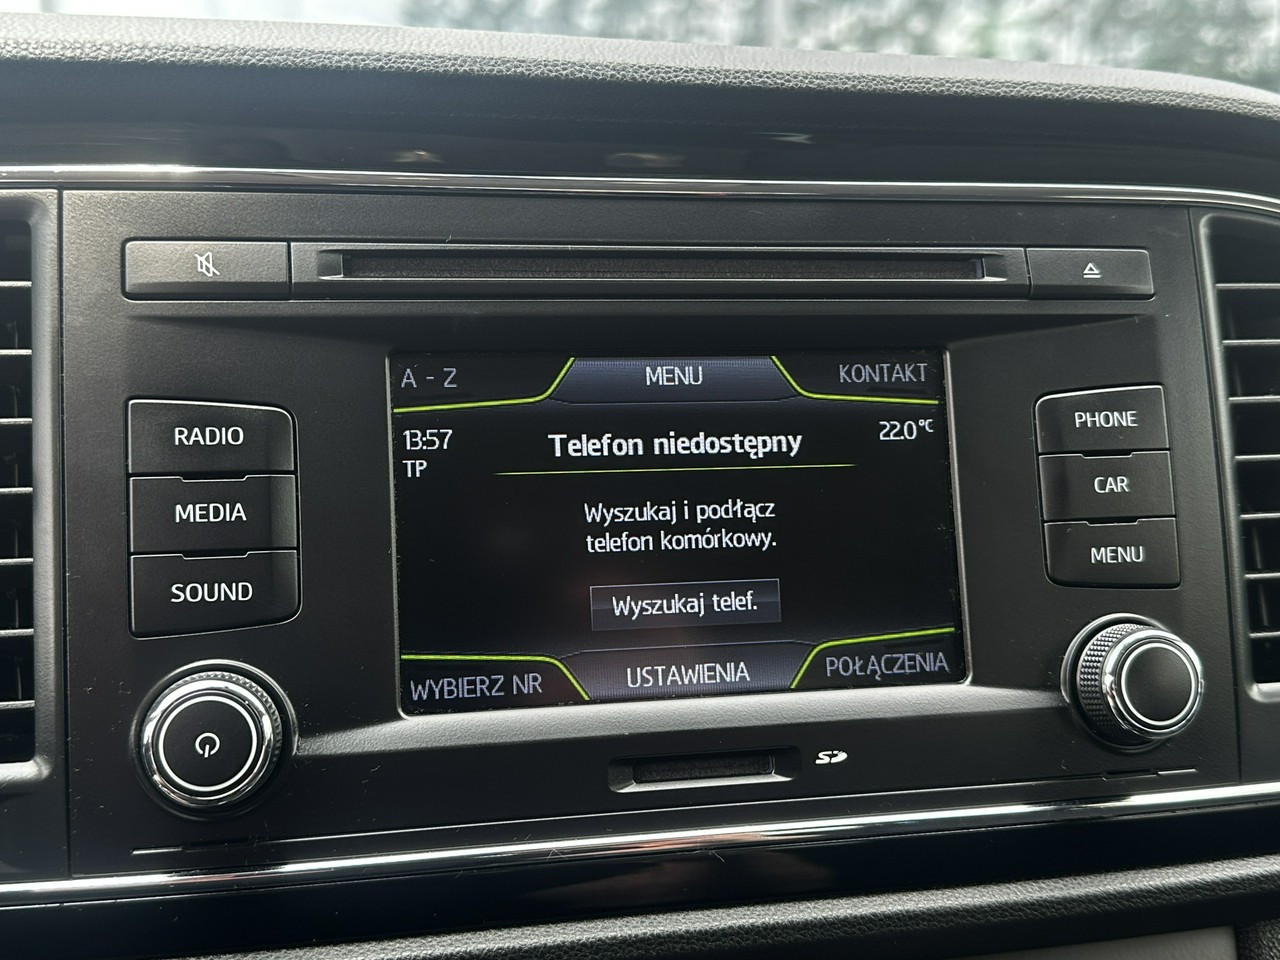 A - Z
MENU
KONTAKT
13:57
TP
Telefon niedostępny
22.0°C
Wyszukaj i podłącz
telefon komórkowy.
Wyszukaj telef.
WYBIERZ NR
USTAWIENIA
POŁĄCZENIA
RADIO
MEDIA
SOUND
PHONE
CAR
MENU
SD